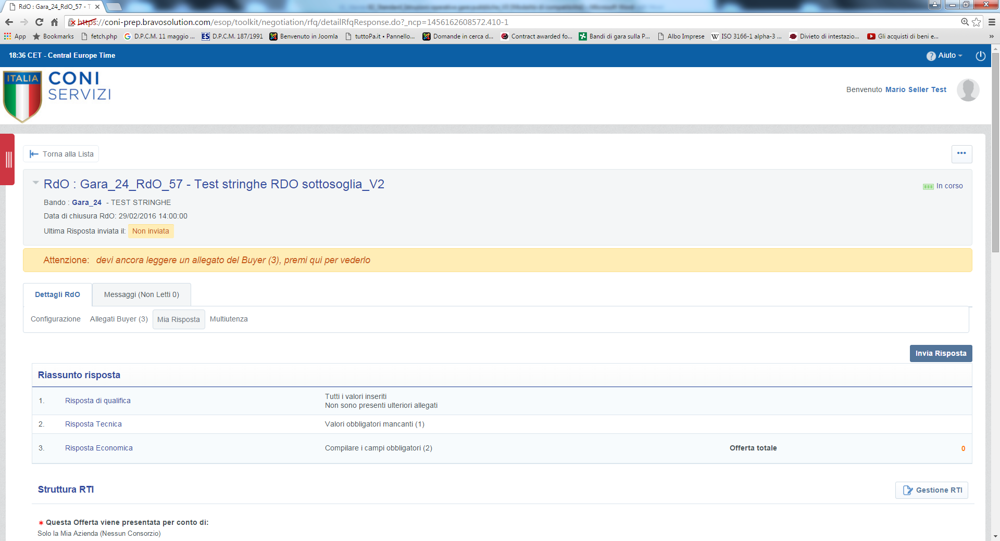 RdO : Gara_24_RdO_57 - T
https://coni-prep.bravosolution.com/esop/toolkit/negotiation/rfq/detailRfqResponse.do?_ncp=1456162608572.410-1
App Bookmarks fetch.php D.P.C.M. 11 maggio ... D.P.C.M. 187/1991 Benvenuto in Joomla tuttoPa.it • Pannello... Domande in cerca d... Contract awarded fo... Bandi di gara sulla P... Albo Imprese ISO 3166-1 alpha-3 ... Divieto di intestazio... Gli acquisti di beni e... »
18:36 CET - Central Europe Time
Aiuto
ITALIA
CONI
SERVIZI
Benvenuto Mario Seller Test
Torna alla Lista
RdO : Gara_24_RdO_57 - Test stringhe RDO sottosoglia_V2
In corso
Bando : Gara_24 - TEST STRINGHE
Data di chiusura RdO: 29/02/2016 14:00:00
Ultima Risposta inviata il: Non inviata
Attenzione: devi ancora leggere un allegato del Buyer (3), premi qui per vederlo
Dettagli RdO Messaggi (Non Letti 0)
Configurazione Allegati Buyer (3) Mia Risposta Multiutenza
Invia Risposta
Riassunto risposta
1. Risposta di qualifica Tutti i valori inseriti
Non sono presenti ulteriori allegati
2. Risposta Tecnica Valori obbligatori mancanti (1)
3. Risposta Economica Compilare i campi obbligatori (2) Offerta totale 0
Struttura RTI
Gestione RTI
* Questa Offerta viene presentata per conto di:
Solo la Mia Azienda (Nessun Consorzio)